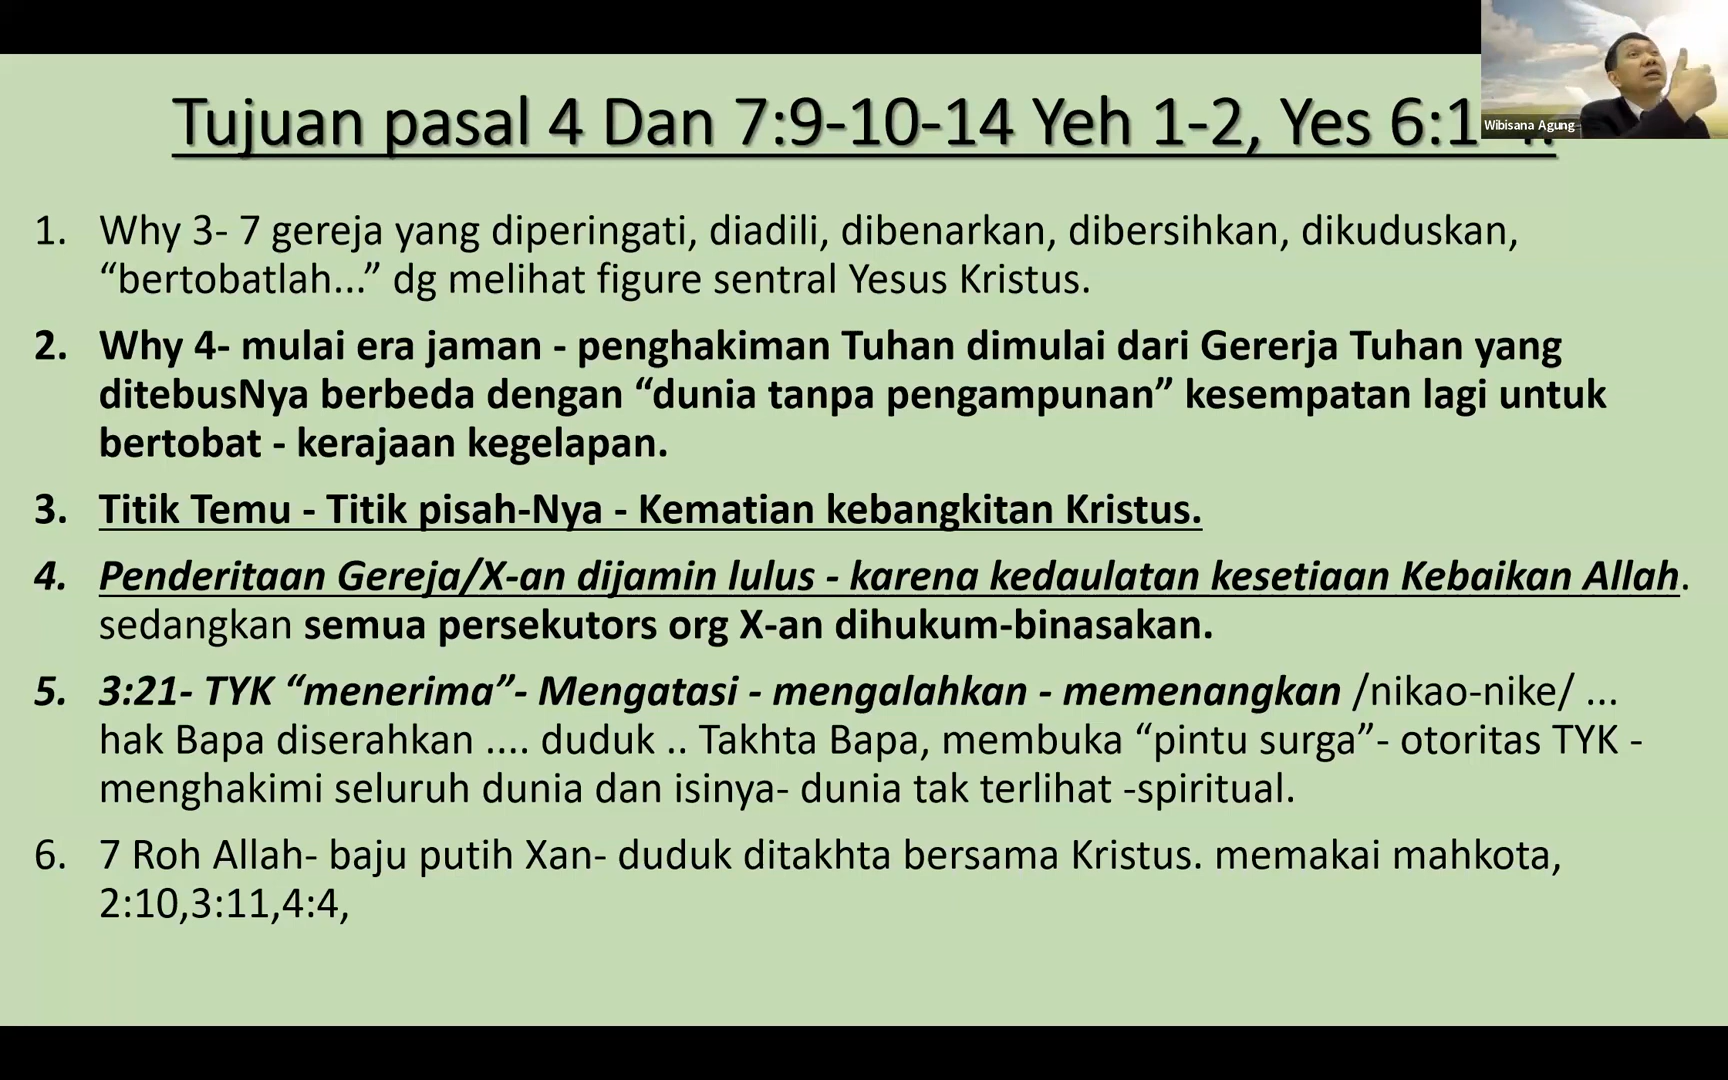 Tujuan pasal 4 Dan 7:9-10-14 Yeh 1-2, Yes 6:1
Wibisana Agung
1. Why 3- 7 gereja yang diperingati, diadili, dibenarkan, dibersihkan, dikuduskan,
“bertobatlah...” dg melihat figure sentral Yesus Kristus.
2. Why 4- mulai era jaman - penghakiman Tuhan dimulai dari Gererja Tuhan yang
ditebusNya berbeda dengan “dunia tanpa pengampunan” kesempatan lagi untuk
bertobat - kerajaan kegelapan.
3. Titik Temu - Titik pisah-Nya - Kematian kebangkitan Kristus.
4. Penderitaan Gereja/X-an dijamin lulus - karena kedaulatan kesetiaan Kebaikan Allah.
sedangkan semua persekutors org X-an dihukum-binasakan.
5. 3:21- TYK “menerima”- Mengatasi - mengalahkan - memenangkan /nikao-nike/ ...
hak Bapa diserahkan .... duduk .. Takhta Bapa, membuka “pintu surga”- otoritas TYK -
menghakimi seluruh dunia dan isinya- dunia tak terlihat -spiritual.
6. 7 Roh Allah- baju putih Xan- duduk ditakhta bersama Kristus. memakai mahkota,
2:10,3:11,4:4,